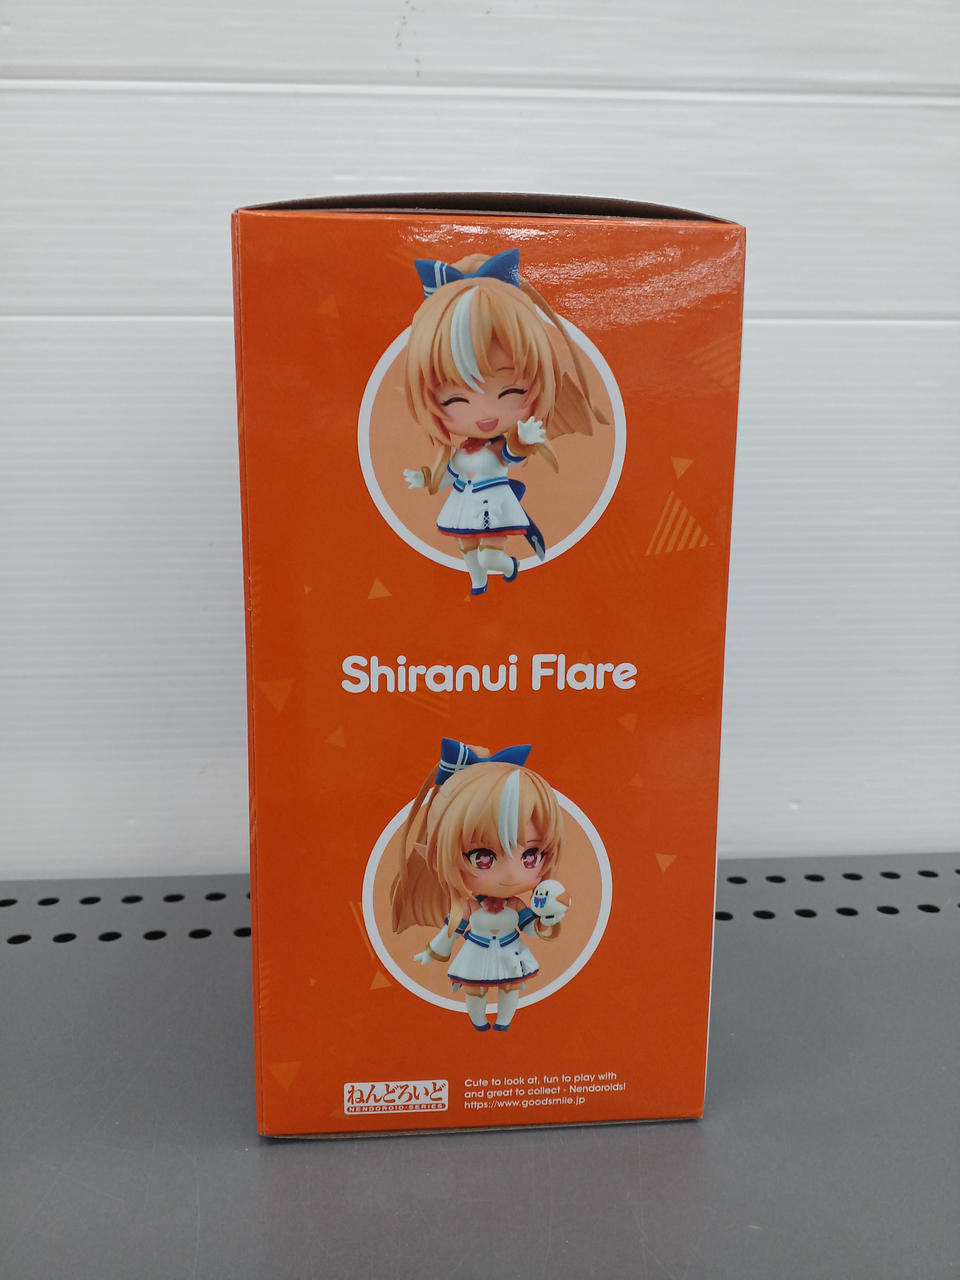 Shiranui Flare
ねんどろいど
NENDOROID•SERIES
Cute to look at, fun to play with
and great to collect - Nendoroids!
https://www.goodsmile.jp